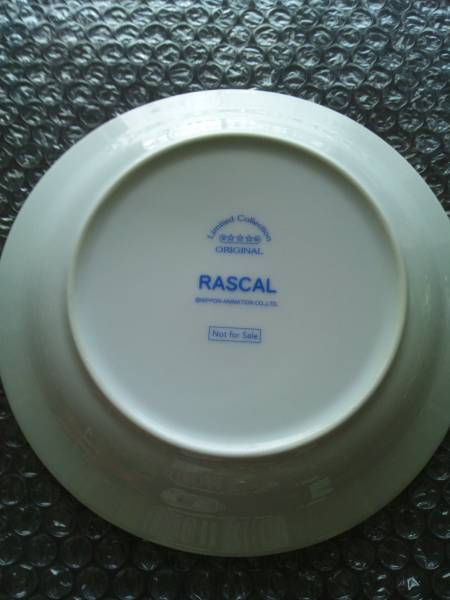 Limited Collection
☆☆☆☆☆
ORIGINAL
RASCAL
©NIPPON ANIMATION CO.,LTD.
Not for Sale